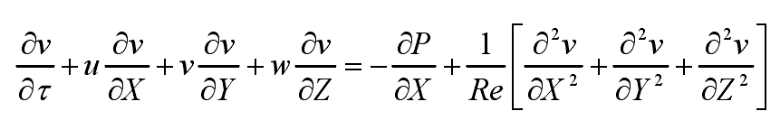 ∂v/∂τ + u ∂v/∂X + v ∂v/∂Y + w ∂v/∂Z = − ∂P/∂X + 1/Re [ ∂²v/∂X² + ∂²v/∂Y² + ∂²v/∂Z² ]